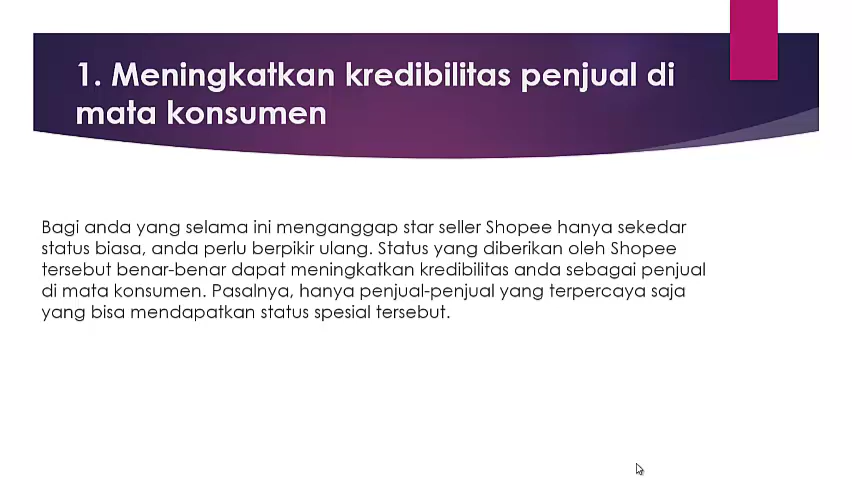 1. Meningkatkan kredibilitas penjual di
mata konsumen
Bagi anda yang selama ini menganggap star seller Shopee hanya sekedar
status biasa, anda perlu berpikir ulang. Status yang diberikan oleh Shopee
tersebut benar-benar dapat meningkatkan kredibilitas anda sebagai penjual
di mata konsumen. Pasalnya, hanya penjual-penjual yang terpercaya saja
yang bisa mendapatkan status spesial tersebut.